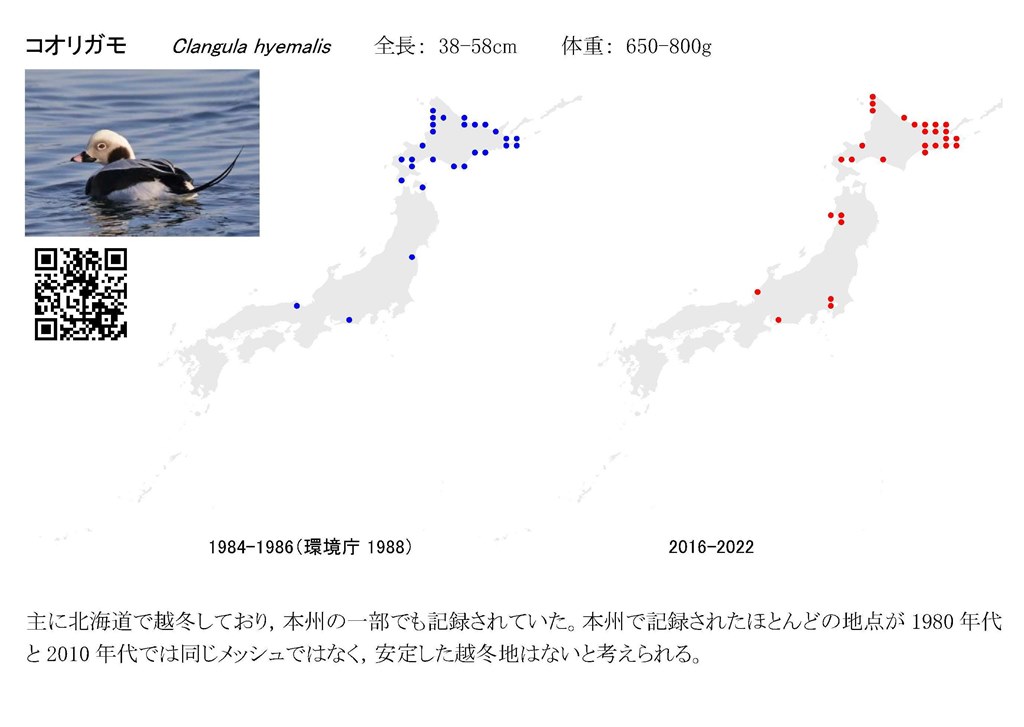 コオリガモ Clangula hyemalis 全長： 38-58cm 体重： 650-800g
1984-1986（環境庁 1988） 2016-2022
主に北海道で越冬しており，本州の一部でも記録されていた。本州で記録されたほとんどの地点が 1980 年代
と 2010 年代では同じメッシュではなく，安定した越冬地はないと考えられる。